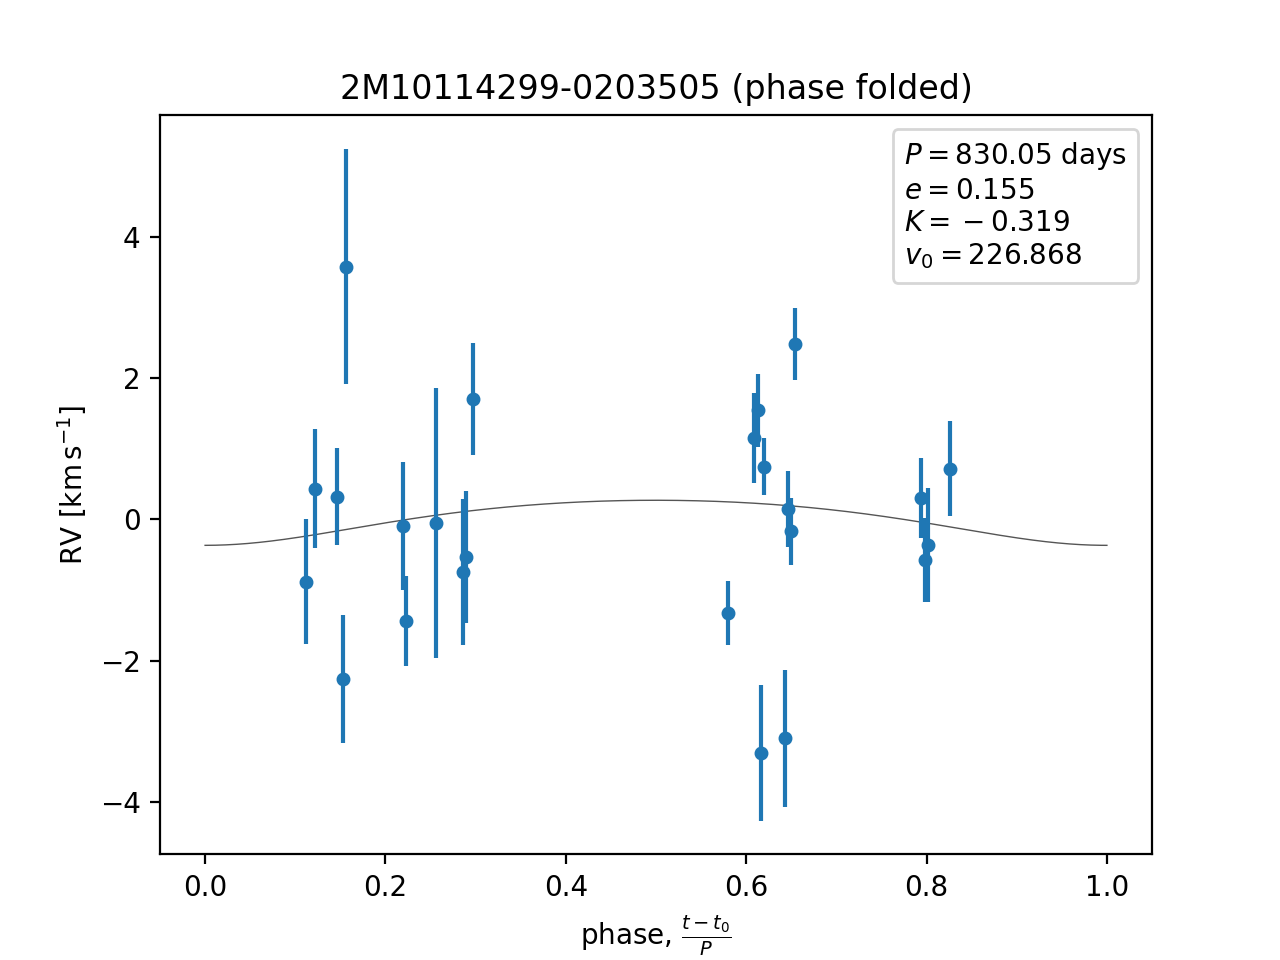 2M10114299-0203505 (phase folded)
P = 830.05 days
e = 0.155
K = −0.319
v₀ = 226.868
RV [km s⁻¹]
4
2
0
−2
−4
0.0 0.2 0.4 0.6 0.8 1.0
phase, (t − t₀)/P